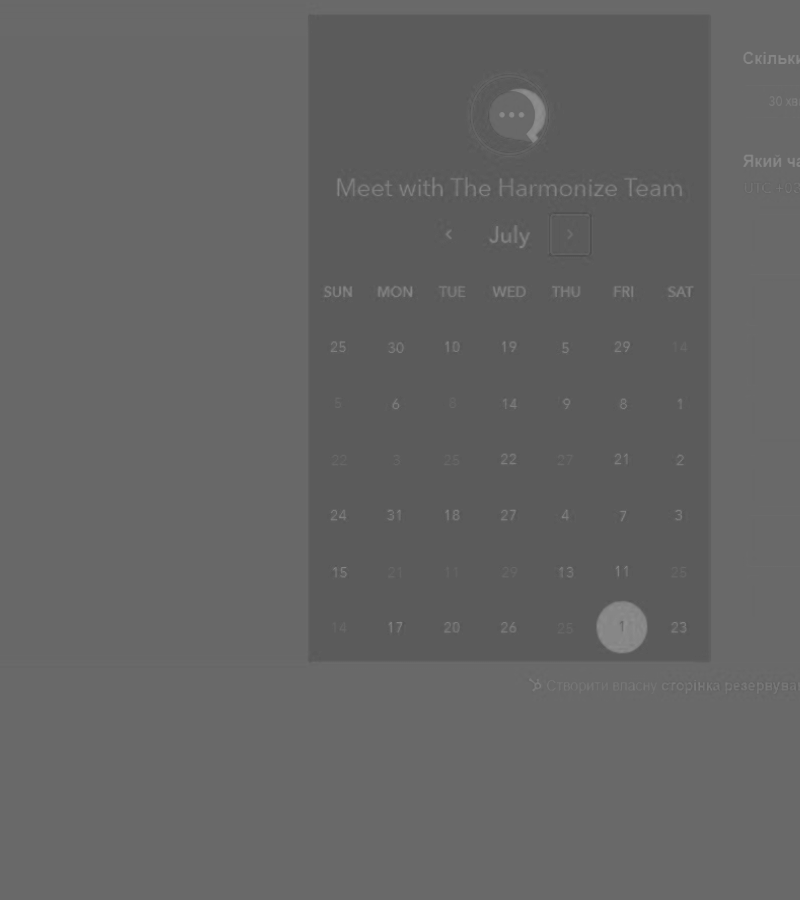 Скільки
30 хв
Який ча
UTC +02
Meet with The Harmonize Team
July
SUN MON TUE WED THU FRI SAT
25 30 10 19 5 29 14
5 6 8 14 9 8 1
22 3 25 22 27 21 2
24 31 18 27 4 7 3
15 21 11 29 13 11 25
14 17 20 26 25 1 23
Створити власну сторінка резервува